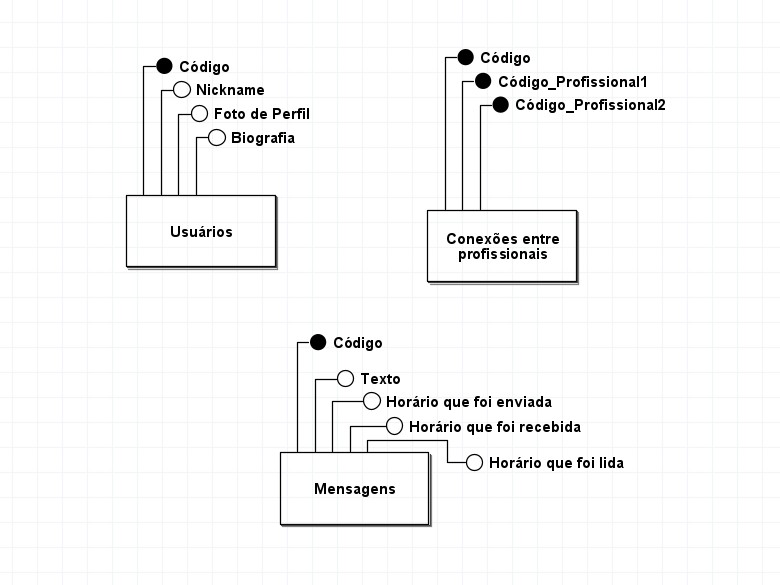 Código
Nickname
Foto de Perfil
Biografia
Usuários
Código
Código_Profissional1
Código_Profissional2
Conexões entre
profissionais
Código
Texto
Horário que foi enviada
Horário que foi recebida
Horário que foi lida
Mensagens